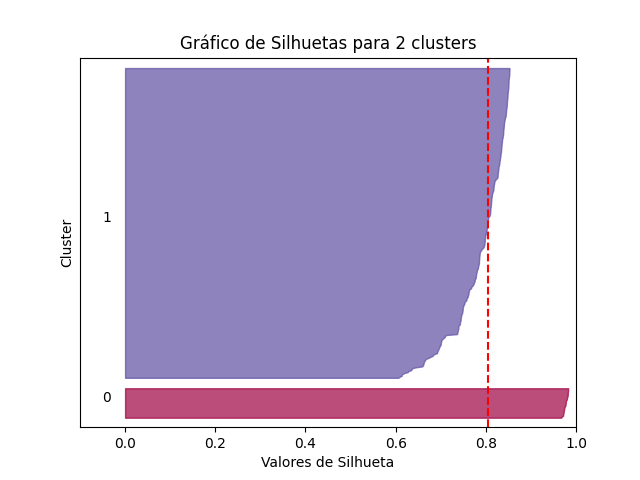 Gráfico de Silhuetas para 2 clusters
Cluster
1
0
0.0 0.2 0.4 0.6 0.8 1.0
Valores de Silhueta